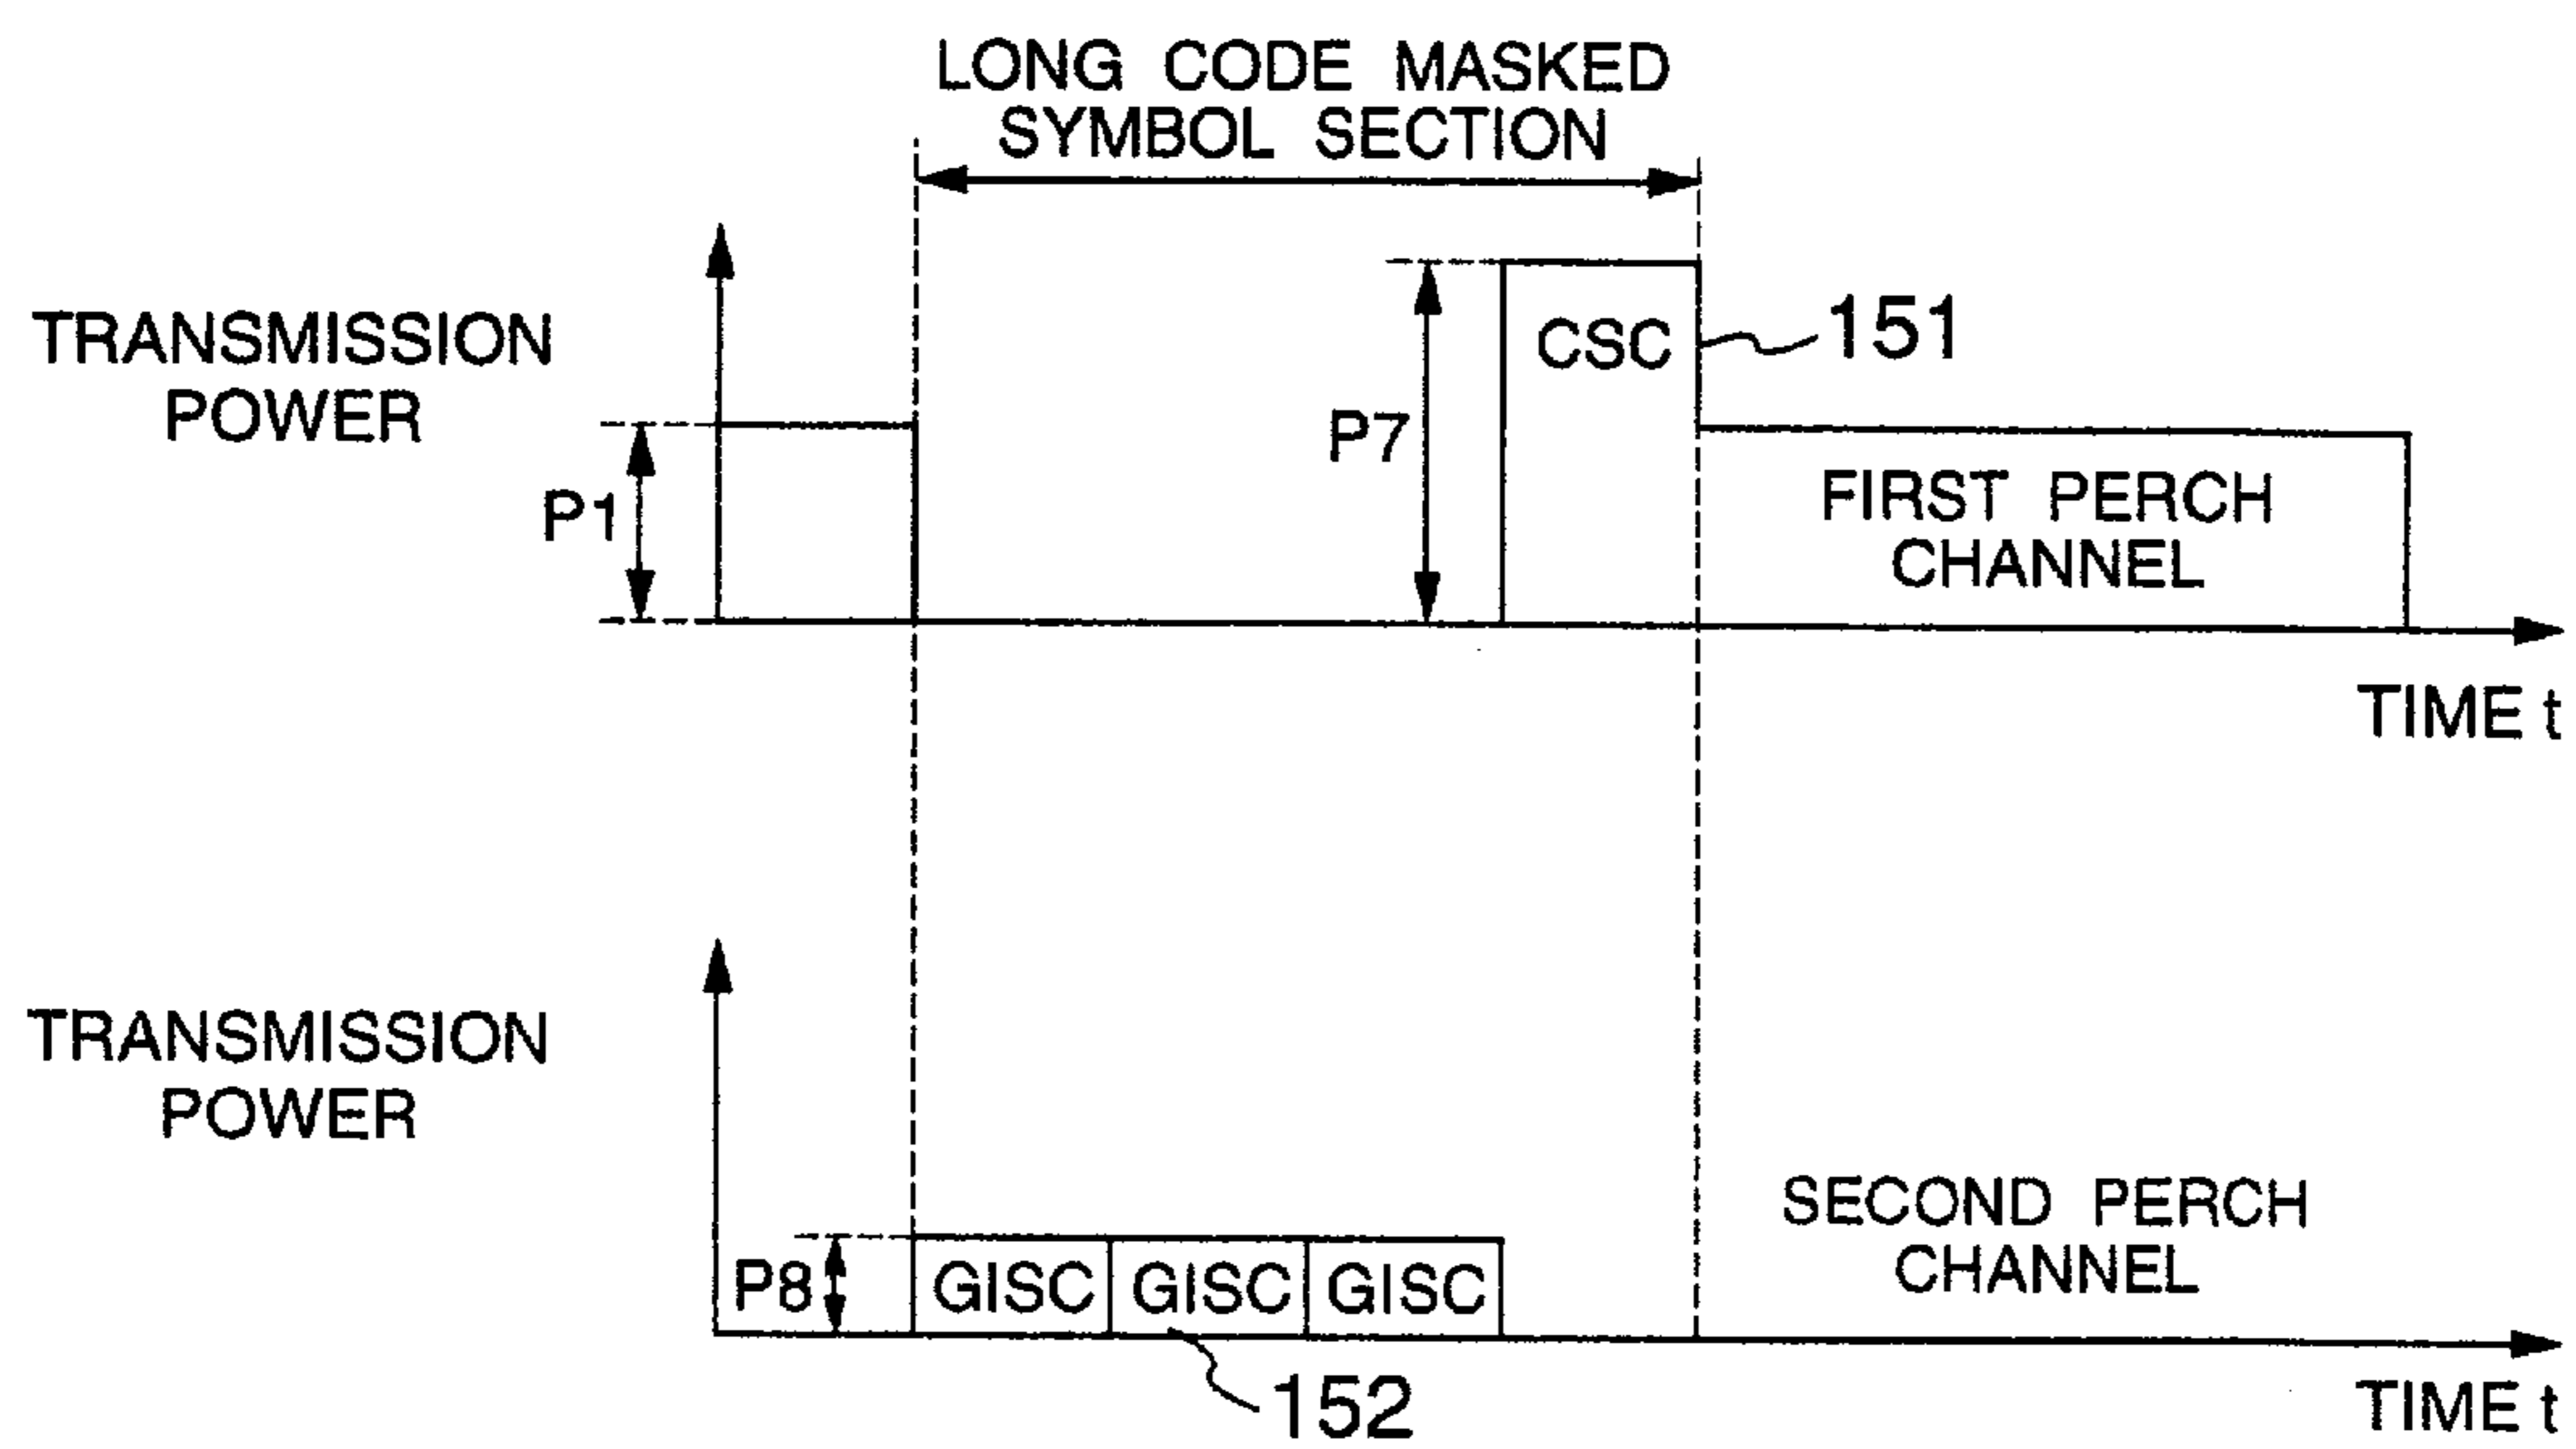 LONG CODE MASKED
SYMBOL SECTION
TRANSMISSION
POWER
P1
P7
CSC
151
FIRST PERCH
CHANNEL
TIME t
TRANSMISSION
POWER
P8
GISC GISC GISC
152
SECOND PERCH
CHANNEL
TIME t